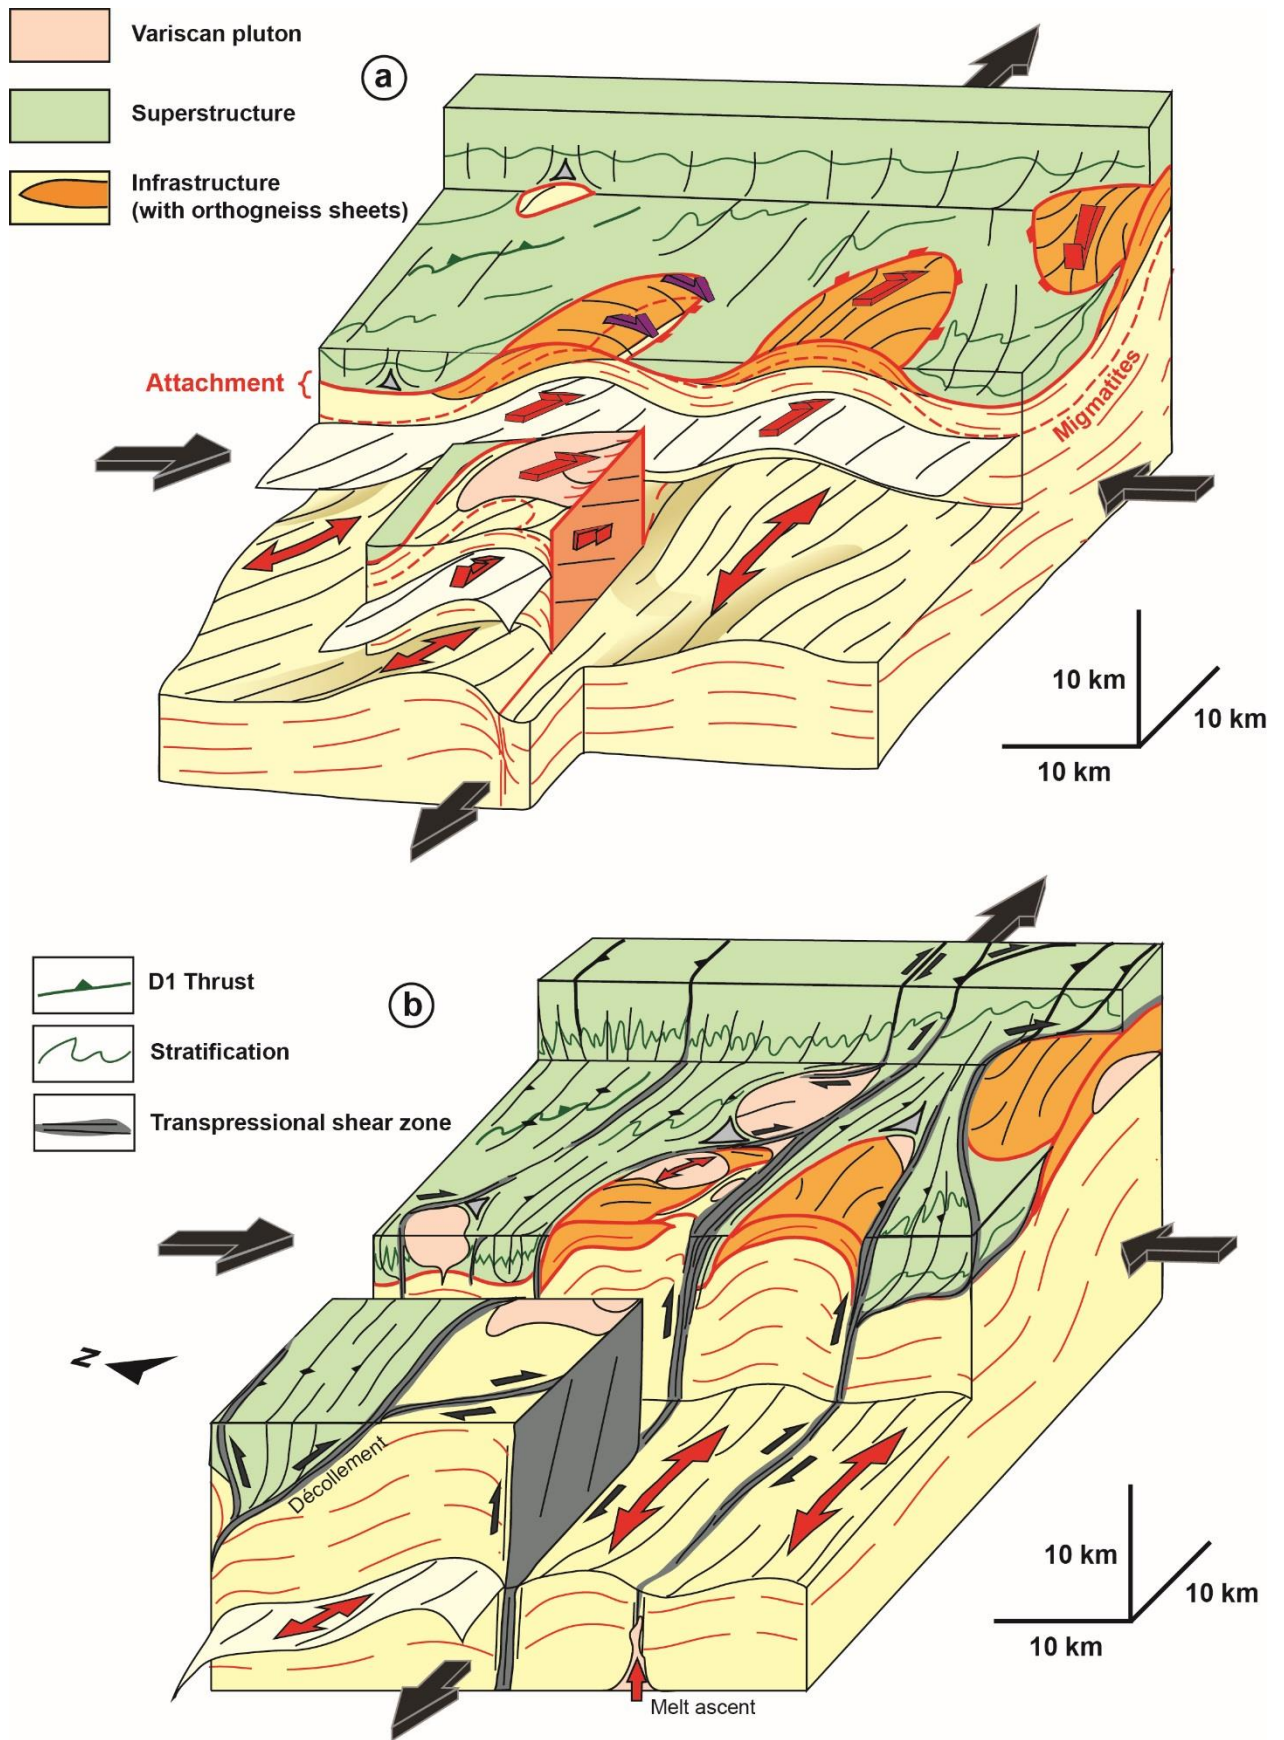 Variscan pluton
Superstructure
Infrastructure
(with orthogneiss sheets)
a
Attachment {
Migmatites
10 km
10 km
10 km
D1 Thrust
Stratification
Transpressional shear zone
b
N
Décollement
10 km
10 km
10 km
Melt ascent